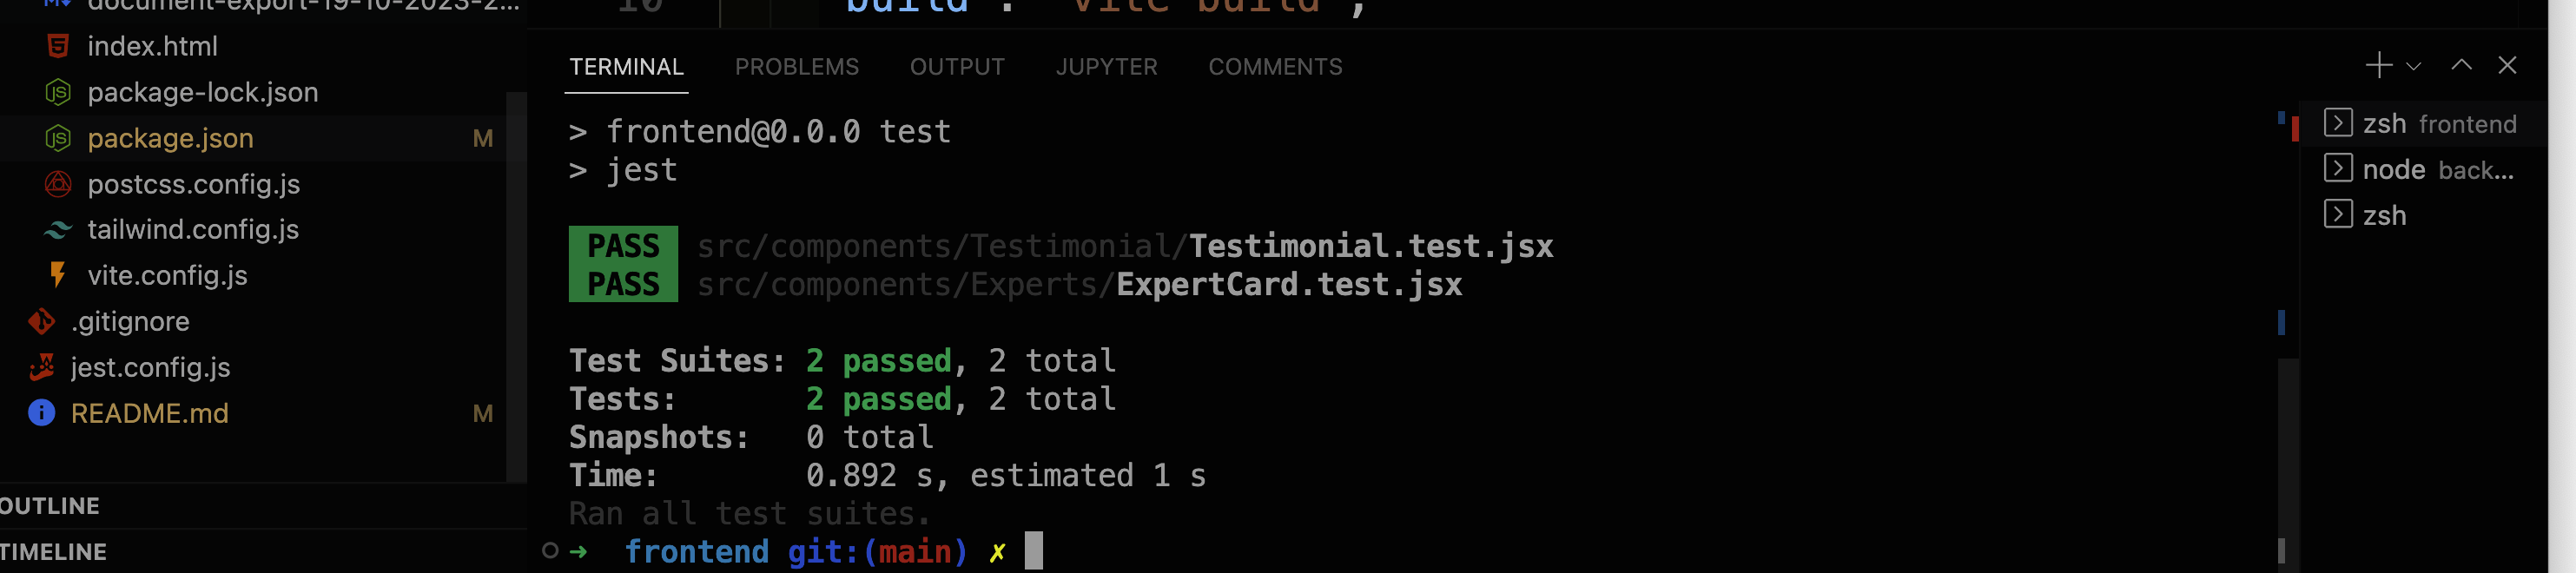 document-export-19-10-2023-2...
index.html
package-lock.json
package.json M
postcss.config.js
tailwind.config.js
vite.config.js
.gitignore
jest.config.js
README.md M
OUTLINE
TIMELINE
10 "build": "vite build",
TERMINAL PROBLEMS OUTPUT JUPYTER COMMENTS
> frontend@0.0.0 test
> jest
PASS src/components/Testimonial/Testimonial.test.jsx
PASS src/components/Experts/ExpertCard.test.jsx
Test Suites: 2 passed, 2 total
Tests: 2 passed, 2 total
Snapshots: 0 total
Time: 0.892 s, estimated 1 s
Ran all test suites.
➜ frontend git:(main) ✗
zsh frontend
node back...
zsh